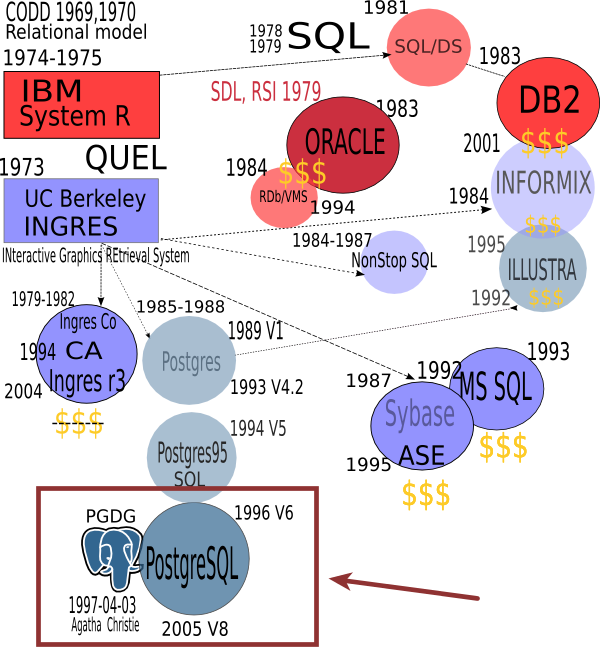 CODD 1969,1970
Relational model
1974-1975
IBM
System R
1978
1979
SQL
1981
SQL/DS
1983
DB2
$$$
SDL, RSI 1979
1983
ORACLE
$$$
1984
RDb/VMS
1994
2001
INFORMIX
$$$
1984
1973
QUEL
UC Berkeley
INGRES
INteractive Graphics REtrieval System
1984-1987
NonStop SQL
1995
ILLUSTRA
$$$
1992
1979-1982
Ingres Co
1994
CA
Ingres r3
2004
$$$
1985-1988
1989 V1
Postgres
1993 V4.2
1994 V5
Postgres95
SQL
1987
1992
Sybase
ASE
1995
$$$
1993
MS SQL
$$$
PGDG
1996 V6
PostgreSQL
1997-04-03
Agatha Christie
2005 V8